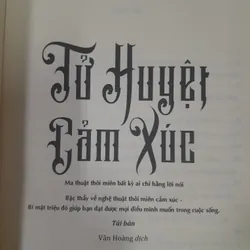 Tử Huyệt
Cảm Xúc
Ma thuật thôi miên bất kỳ ai chỉ bằng lời nói
Bậc thầy về nghệ thuật thôi miên cảm xúc -
Bí mật triệu đô giúp bạn đạt được mọi điều mình muốn trong cuộc sống.
Tái bản
Văn Hoàng dịch